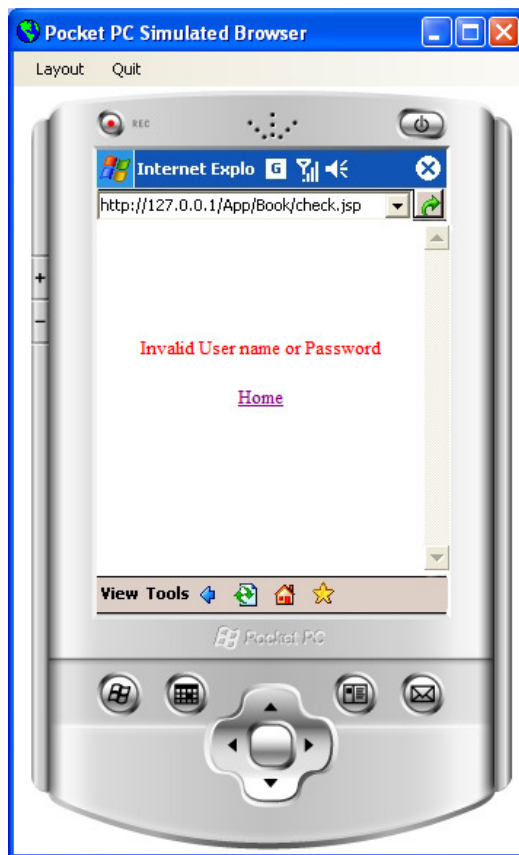 Pocket PC Simulated Browser
Layout Quit
REC
Internet Explo G
http://127.0.0.1/App/Book/check.jsp
+
−
Invalid User name or Password
Home
View Tools
Pocket PC